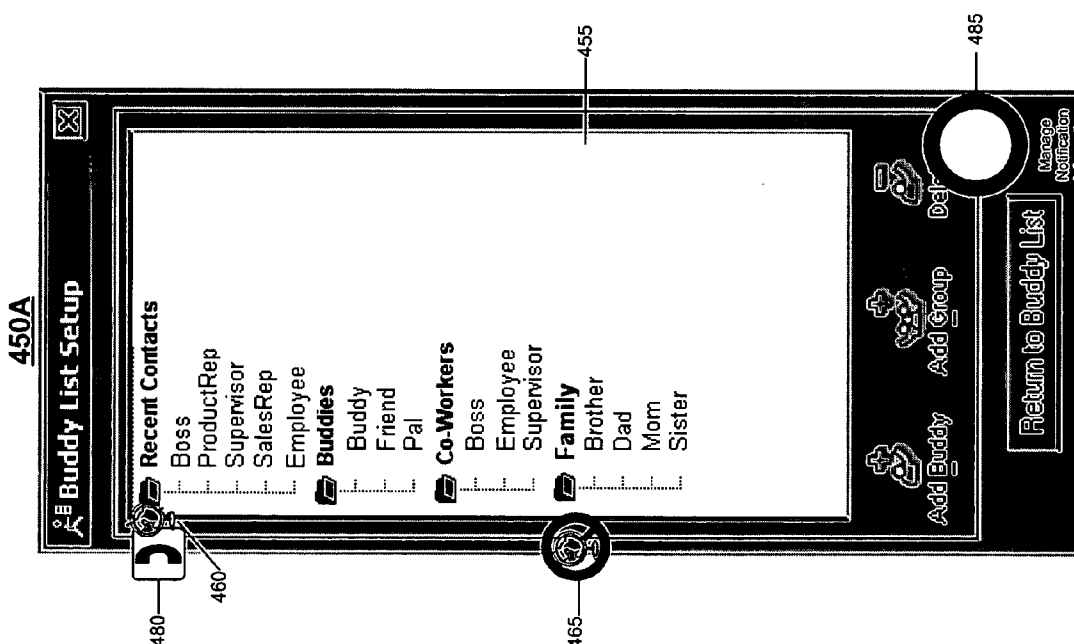 450A
Buddy List Setup
Recent Contacts
Boss
ProductRep
Supervisor
SalesRep
Employee
Buddies
Buddy
Friend
Pal
Co-Workers
Boss
Employee
Supervisor
Family
Brother
Dad
Mom
Sister
Add Buddy
Add Group
Return to Buddy List
Manage
Notification
480
460
465
455
485